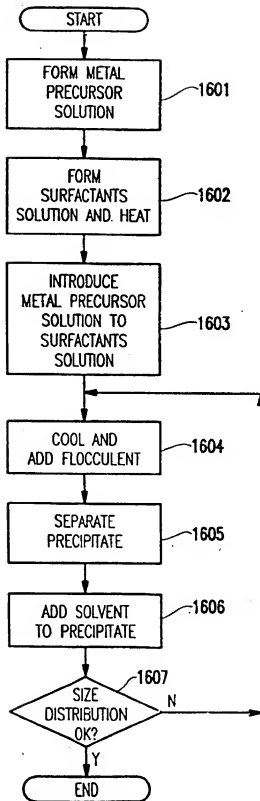 START
FORM METAL
PRECURSOR
SOLUTION
1601
FORM
SURFACTANTS
SOLUTION AND HEAT
1602
INTRODUCE
METAL PRECURSOR
SOLUTION TO
SURFACTANTS
SOLUTION
1603
COOL AND
ADD FLOCCULENT
1604
SEPARATE
PRECIPITATE
1605
ADD SOLVENT
TO PRECIPITATE
1606
1607
SIZE
DISTRIBUTION
OK?
N
Y
END